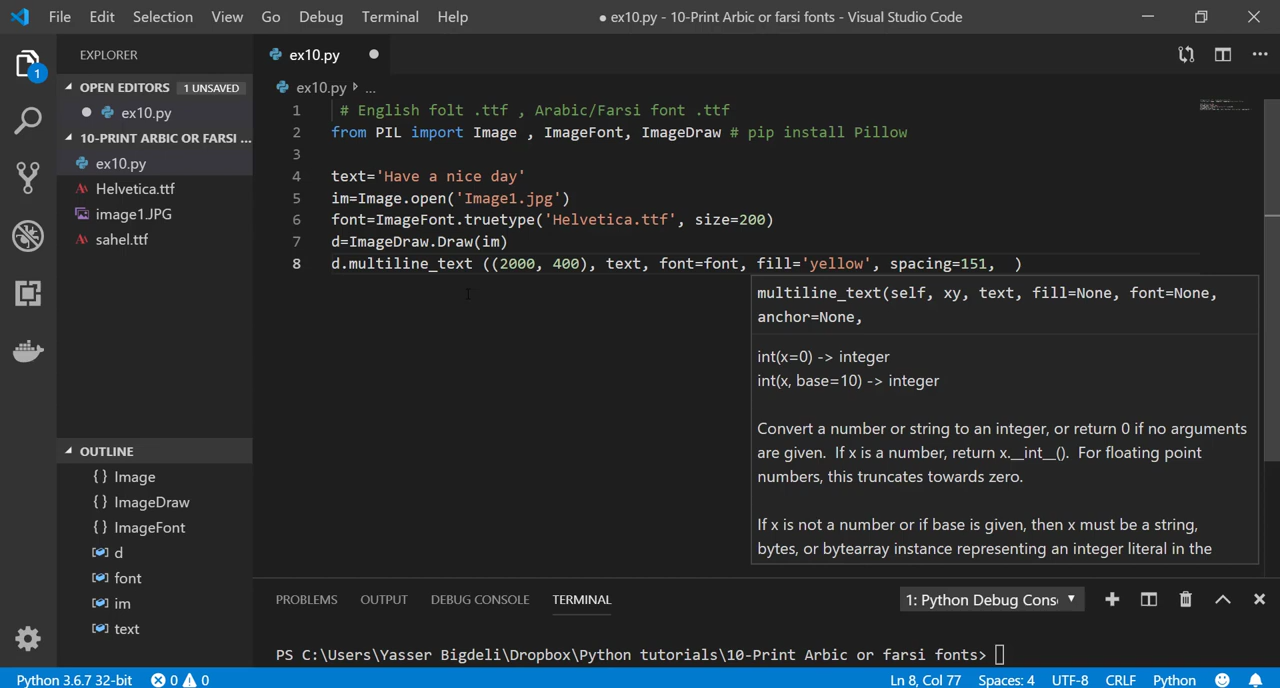 File Edit Selection View Go Debug Terminal Help
● ex10.py - 10-Print Arbic or farsi fonts - Visual Studio Code
EXPLORER
OPEN EDITORS 1 UNSAVED
ex10.py
10-PRINT ARBIC OR FARSI ...
ex10.py
Helvetica.ttf
image1.JPG
sahel.ttf
OUTLINE
{ } Image
{ } ImageDraw
{ } ImageFont
d
font
im
text
1
ex10.py
ex10.py ...
1 # English folt .ttf , Arabic/Farsi font .ttf
2 from PIL import Image , ImageFont, ImageDraw # pip install Pillow
3
4 text='Have a nice day'
5 im=Image.open('Image1.jpg')
6 font=ImageFont.truetype('Helvetica.ttf', size=200)
7 d=ImageDraw.Draw(im)
8 d.multiline_text ((2000, 400), text, font=font, fill='yellow', spacing=151,  )
multiline_text(self, xy, text, fill=None, font=None,
anchor=None,
int(x=0) -> integer
int(x, base=10) -> integer
Convert a number or string to an integer, or return 0 if no arguments
are given. If x is a number, return x.__int__(). For floating point
numbers, this truncates towards zero.
If x is not a number or if base is given, then x must be a string,
bytes, or bytearray instance representing an integer literal in the
PROBLEMS OUTPUT DEBUG CONSOLE TERMINAL
1: Python Debug Cons
PS C:\Users\Yasser Bigdeli\Dropbox\Python tutorials\10-Print Arbic or farsi fonts>
Python 3.6.7 32-bit 0 0 Ln 8, Col 77 Spaces: 4 UTF-8 CRLF Python